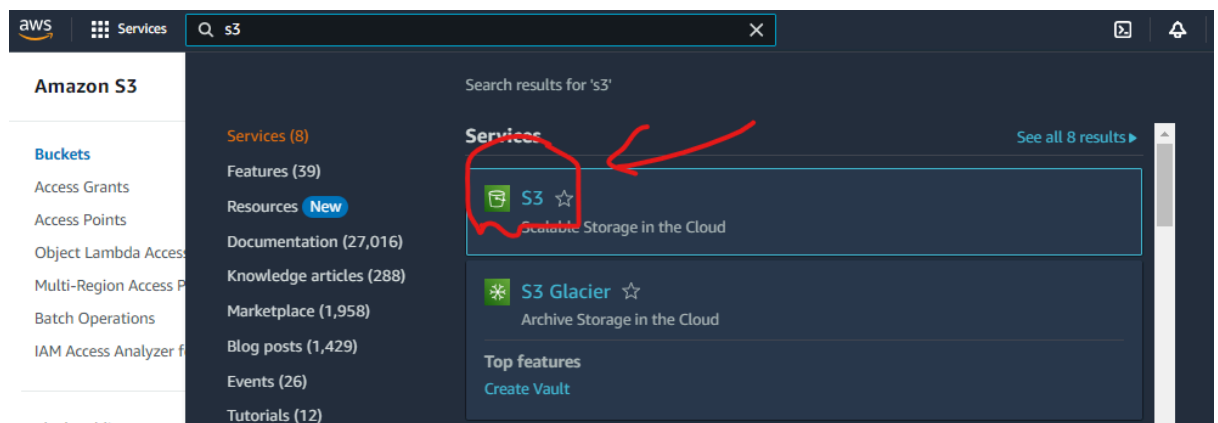 aws
Services
s3
Amazon S3
Buckets
Access Grants
Access Points
Object Lambda Acces
Multi-Region Access P
Batch Operations
IAM Access Analyzer f
Search results for 's3'
Services (8)
Features (39)
Resources New
Documentation (27,016)
Knowledge articles (288)
Marketplace (1,958)
Blog posts (1,429)
Events (26)
Tutorials (12)
Services
See all 8 results
S3
Scalable Storage in the Cloud
S3 Glacier
Archive Storage in the Cloud
Top features
Create Vault